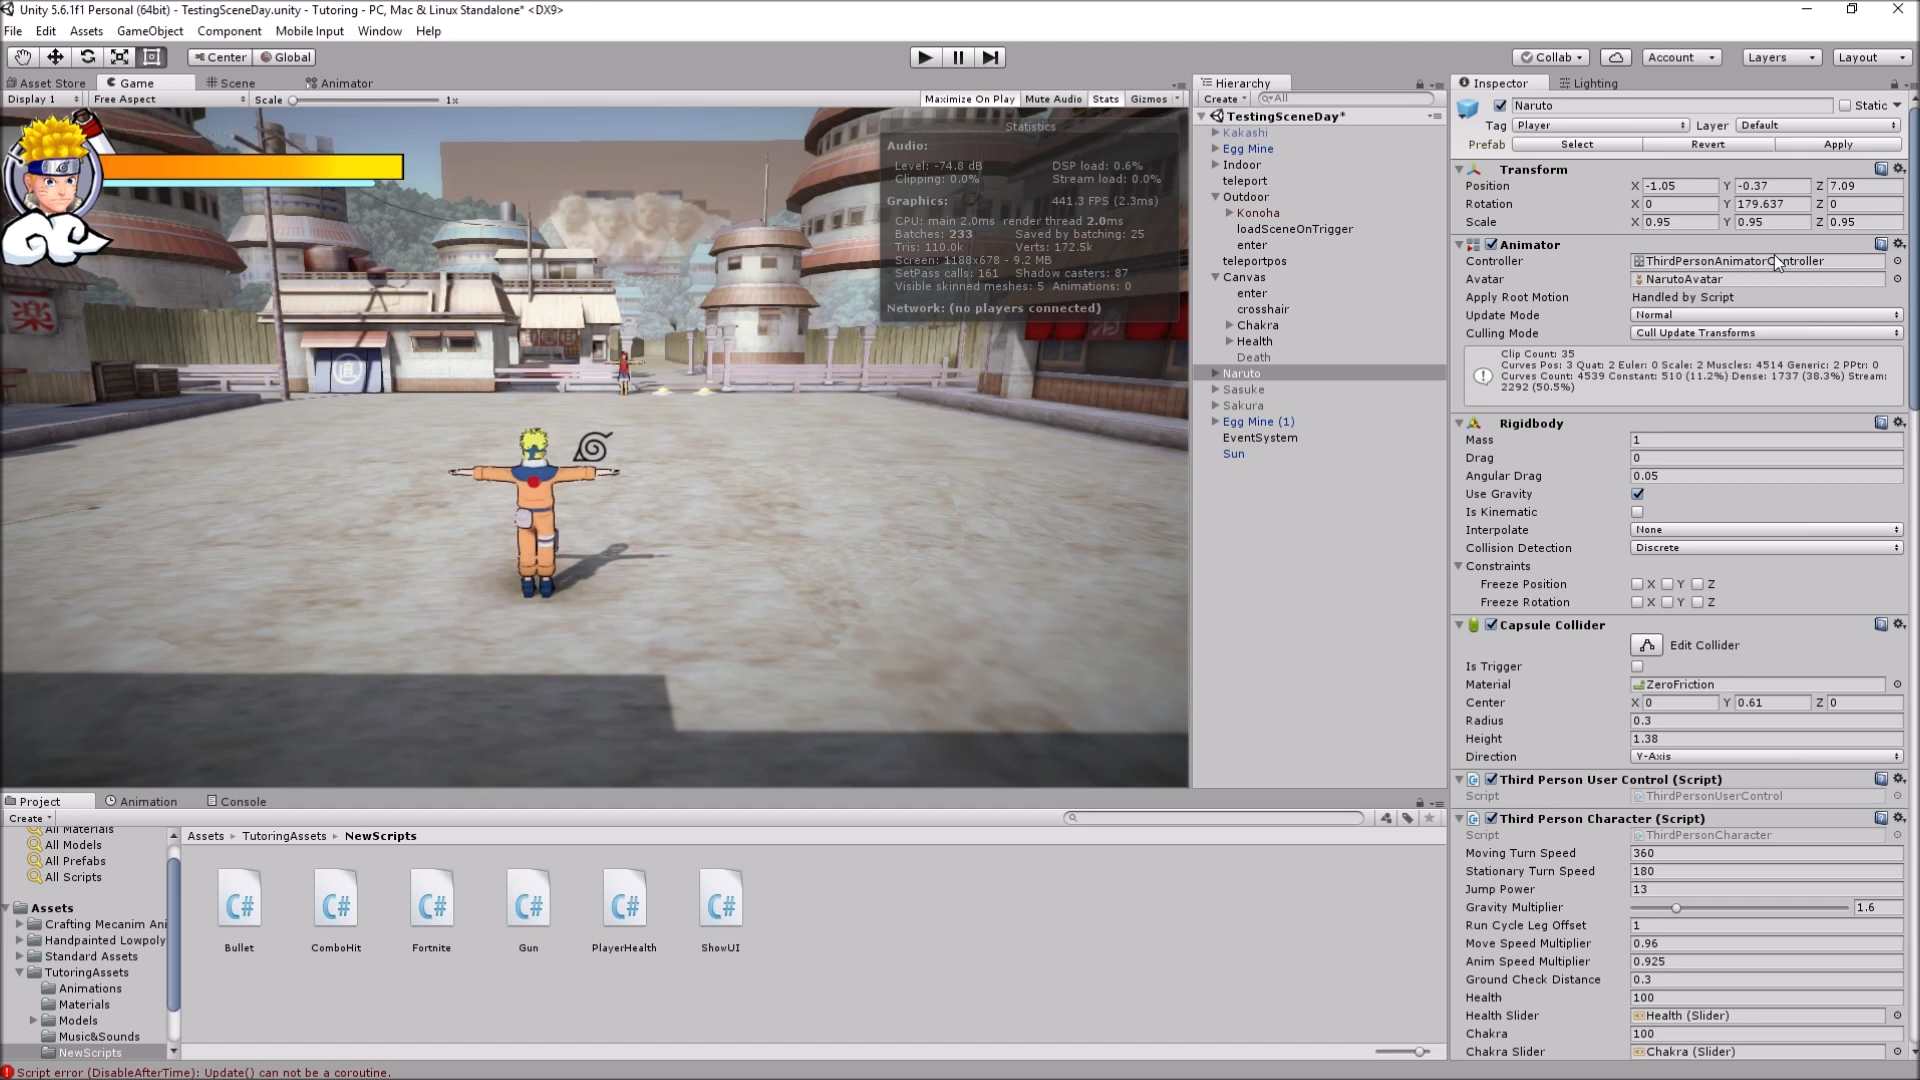 Unity 5.6.1f1 Personal (64bit) - TestingSceneDay.unity - Tutoring - PC, Mac & Linux Standalone* <DX9>
File Edit Assets GameObject Component Mobile Input Window Help
Center Global
Collab Account Layers Layout
Asset Store Game Scene Animator
Display 1 Free Aspect Scale 1x Maximize On Play Mute Audio Stats Gizmos
Statistics
Audio:
Level: -74.8 dB DSP load: 0.6%
Clipping: 0.0% Stream load: 0.0%
Graphics: 441.3 FPS (2.3ms)
CPU: main 2.0ms render thread 2.0ms
Batches: 233 Saved by batching: 25
Tris: 110.0k Verts: 172.5k
Screen: 1188x678 - 9.2 MB
SetPass calls: 161 Shadow casters: 87
Visible skinned meshes: 5 Animations: 0
Network: (no players connected)
薬
Hierarchy
Create All
TestingSceneDay*
Kakashi
Egg Mine
Indoor
teleport
Outdoor
Konoha
loadSceneOnTrigger
enter
teleportpos
Canvas
enter
crosshair
Chakra
Health
Death
Naruto
Sasuke
Sakura
Egg Mine (1)
EventSystem
Sun
Inspector Lighting
Naruto Static
Tag Player Layer Default
Prefab Select Revert Apply
Transform
Position X -1.05 Y -0.37 Z 7.09
Rotation X 0 Y 179.637 Z 0
Scale X 0.95 Y 0.95 Z 0.95
Animator
Controller ThirdPersonAnimatorController
Avatar NarutoAvatar
Apply Root Motion Handled by Script
Update Mode Normal
Culling Mode Cull Update Transforms
Clip Count: 35
Curves Pos: 3 Quat: 2 Euler: 0 Scale: 2 Muscles: 4514 Generic: 2 PPtr: 0
Curves Count: 4539 Constant: 510 (11.2%) Dense: 1737 (38.3%) Stream:
2292 (50.5%)
Rigidbody
Mass 1
Drag 0
Angular Drag 0.05
Use Gravity
Is Kinematic
Interpolate None
Collision Detection Discrete
Constraints
Freeze Position X Y Z
Freeze Rotation X Y Z
Capsule Collider
Edit Collider
Is Trigger
Material ZeroFriction
Center X 0 Y 0.61 Z 0
Radius 0.3
Height 1.38
Direction Y-Axis
Third Person User Control (Script)
Script ThirdPersonUserControl
Third Person Character (Script)
Script ThirdPersonCharacter
Moving Turn Speed 360
Stationary Turn Speed 180
Jump Power 13
Gravity Multiplier 1.6
Run Cycle Leg Offset 1
Move Speed Multiplier 0.96
Anim Speed Multiplier 0.925
Ground Check Distance 0.3
Health 100
Health Slider Health (Slider)
Chakra 100
Chakra Slider Chakra (Slider)
Project Animation Console
Create
All Materials
All Models
All Prefabs
All Scripts
Assets
Crafting Mecanim Ani
Handpainted Lowpoly
Standard Assets
TutoringAssets
Animations
Materials
Models
Music&Sounds
NewScripts
Assets TutoringAssets NewScripts
C# C# C# C# C# C#
Bullet ComboHit Fortnite Gun PlayerHealth ShowUI
Script error (DisableAfterTime): Update() can not be a coroutine.